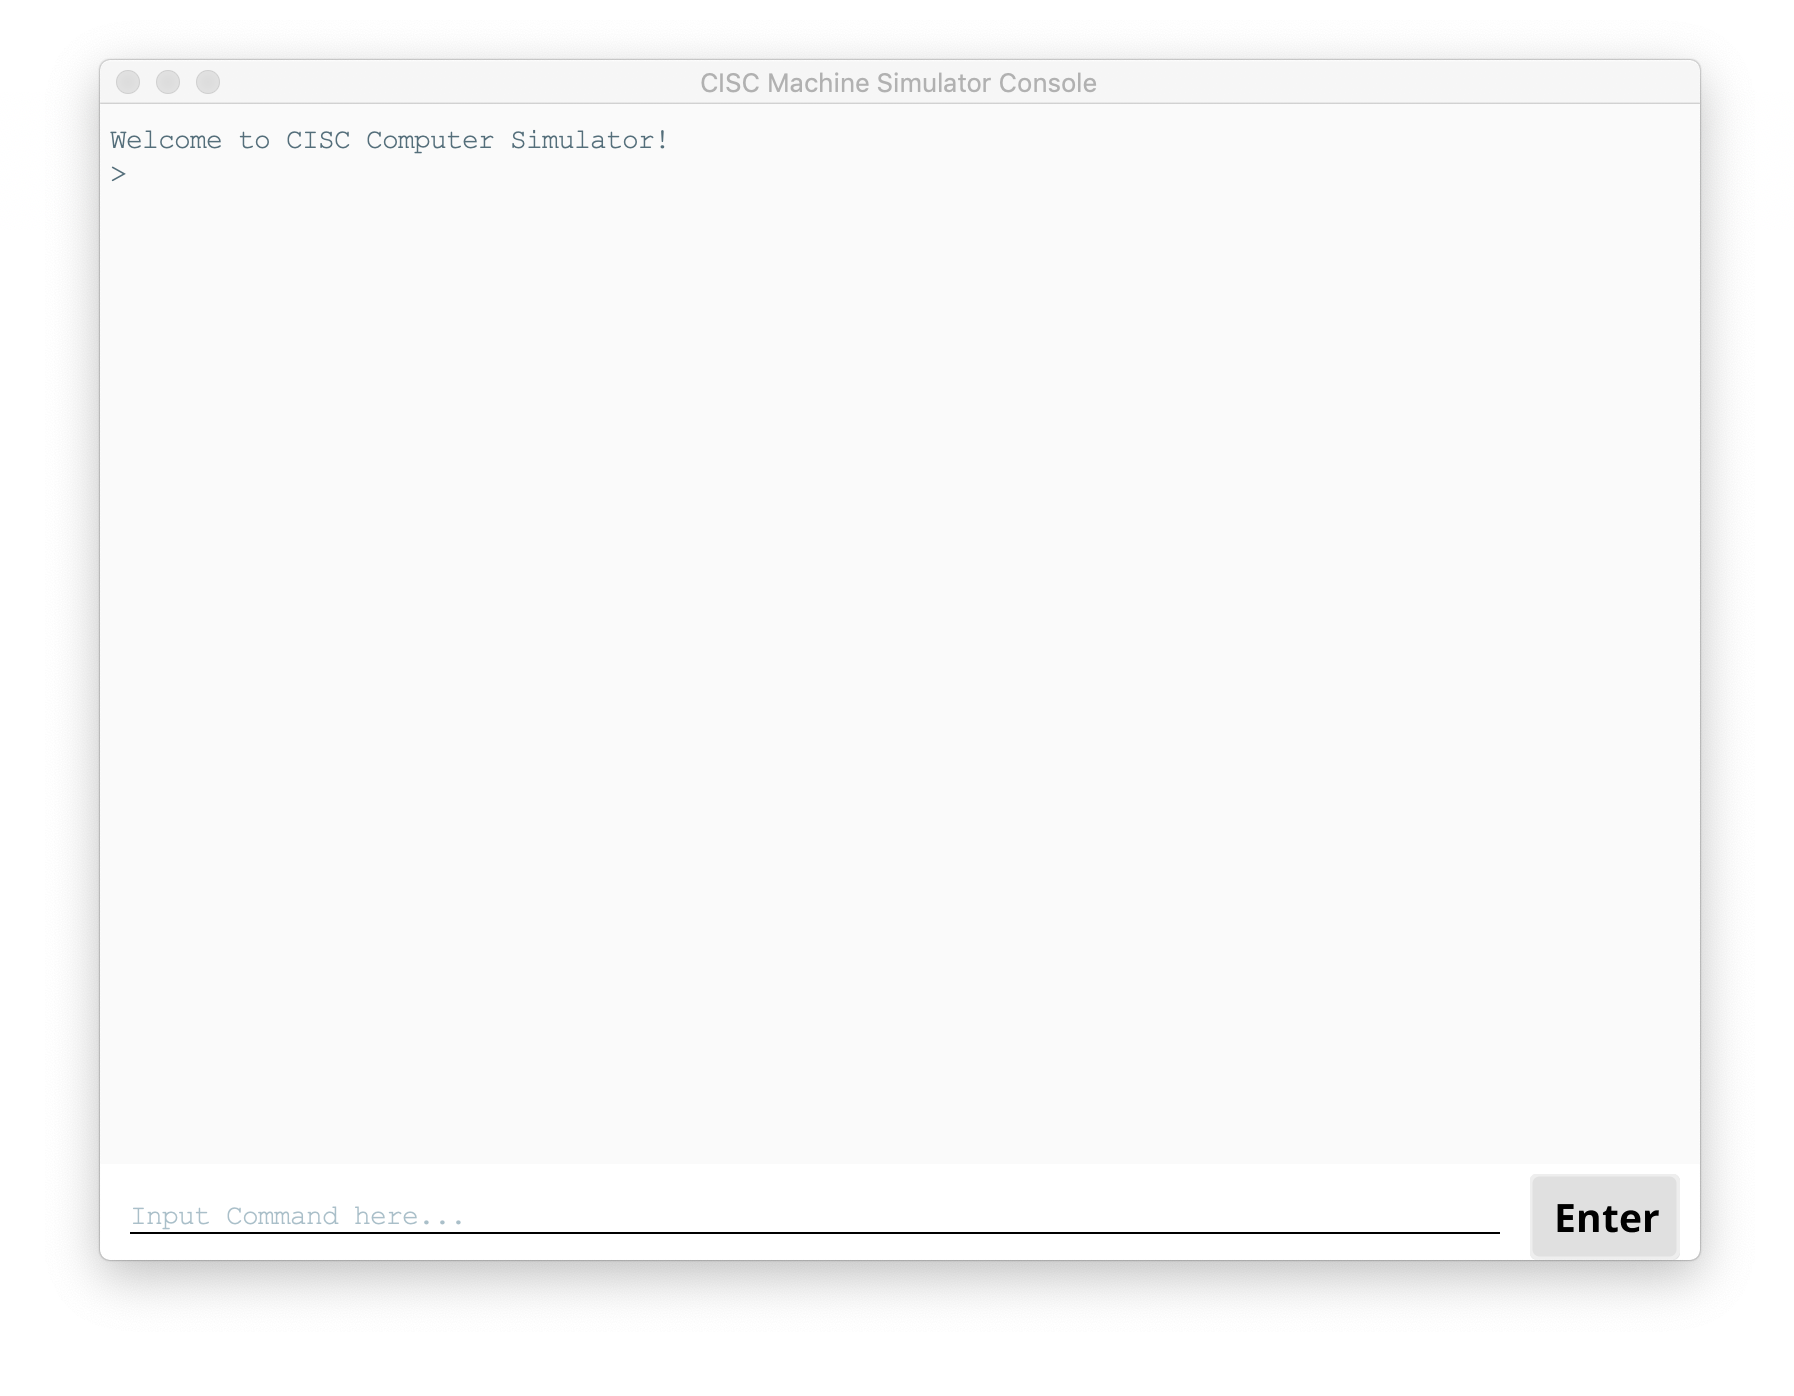 CISC Machine Simulator Console
Welcome to CISC Computer Simulator!
>
Input Command here...
Enter